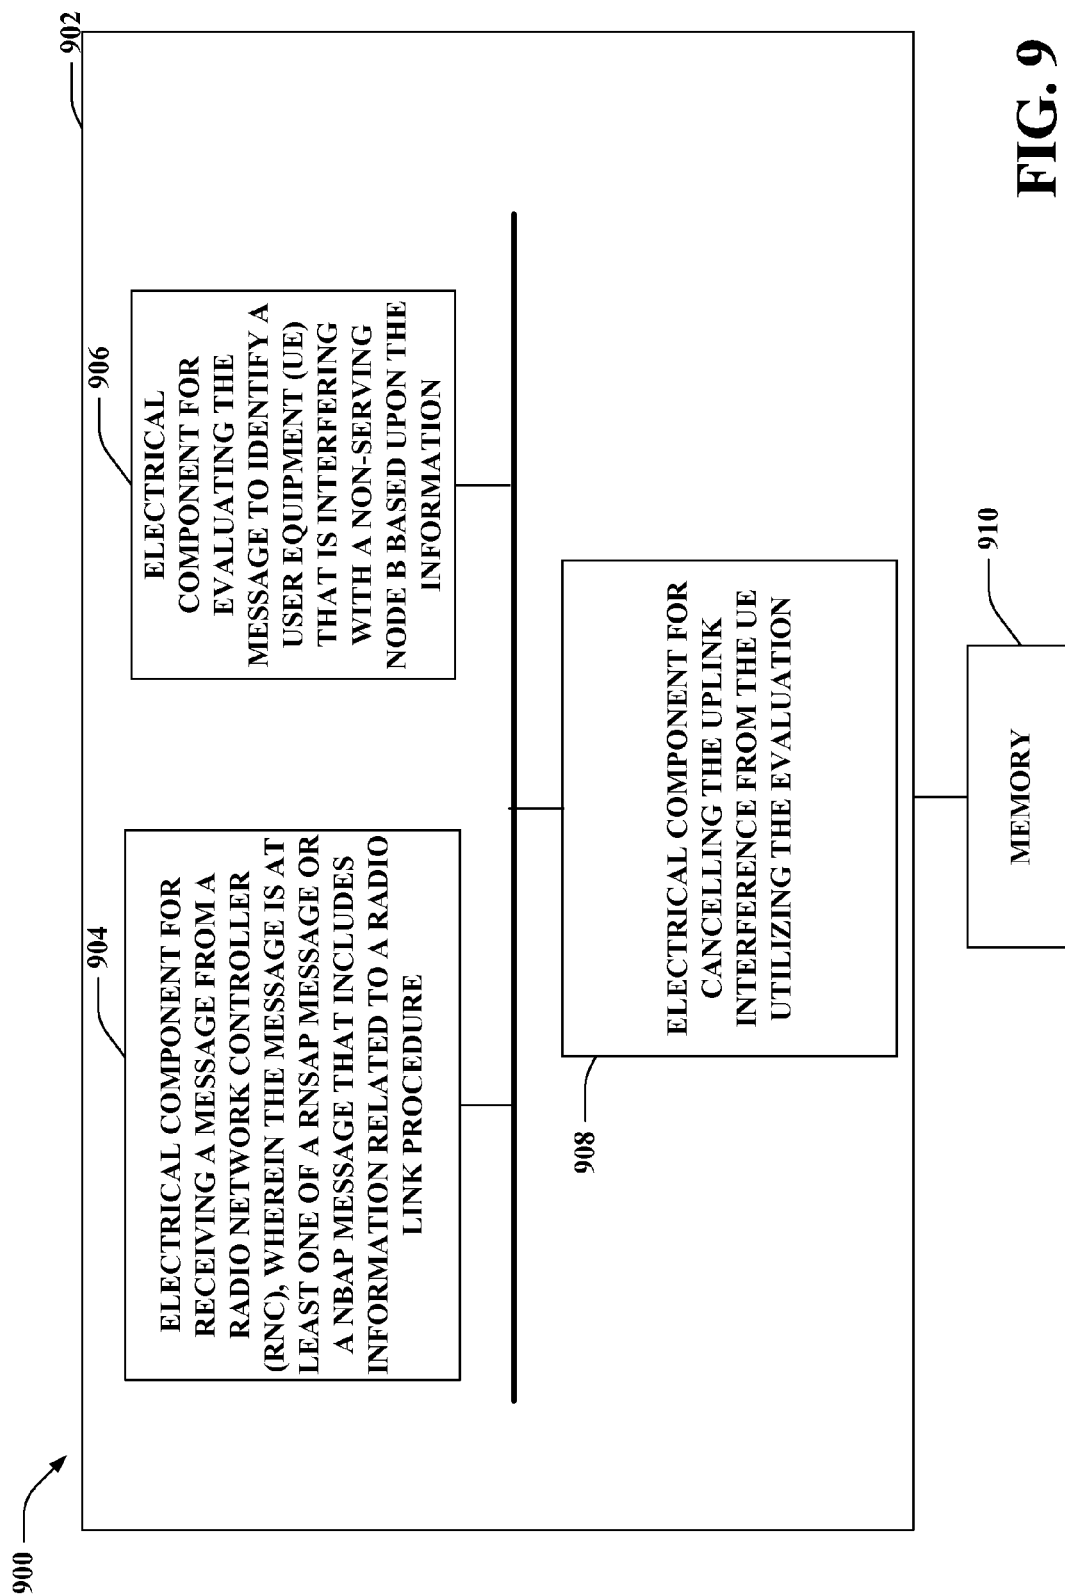 900
902
904
ELECTRICAL COMPONENT FOR
RECEIVING A MESSAGE FROM A
RADIO NETWORK CONTROLLER
(RNC), WHEREIN THE MESSAGE IS AT
LEAST ONE OF A RNSAP MESSAGE OR
A NBAP MESSAGE THAT INCLUDES
INFORMATION RELATED TO A RADIO
LINK PROCEDURE
906
ELECTRICAL
COMPONENT FOR
EVALUATING THE
MESSAGE TO IDENTIFY A
USER EQUIPMENT (UE)
THAT IS INTERFERING
WITH A NON-SERVING
NODE B BASED UPON THE
INFORMATION
908
ELECTRICAL COMPONENT FOR
CANCELLING THE UPLINK
INTERFERENCE FROM THE UE
UTILIZING THE EVALUATION
910
MEMORY
FIG. 9